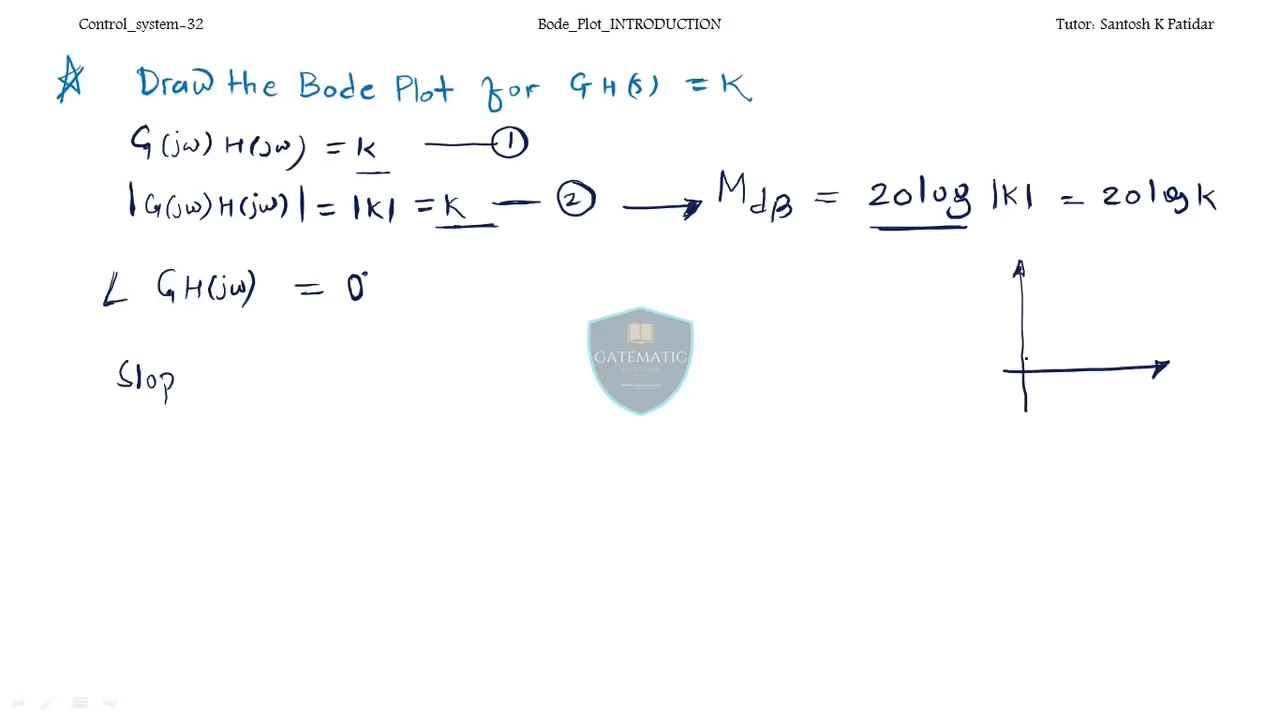 Control_system-32
Bode_Plot_INTRODUCTION
Tutor: Santosh K Patidar
☆ Draw the Bode Plot for GH(s) = K
G(jω) H(jω) = K —— ①
|G(jω) H(jω)| = |K| = K — ② → MdB = 20log |K| = 20logK
∠ GH(jω) = 0°
Slop
GATEMATIC
EDUCATION